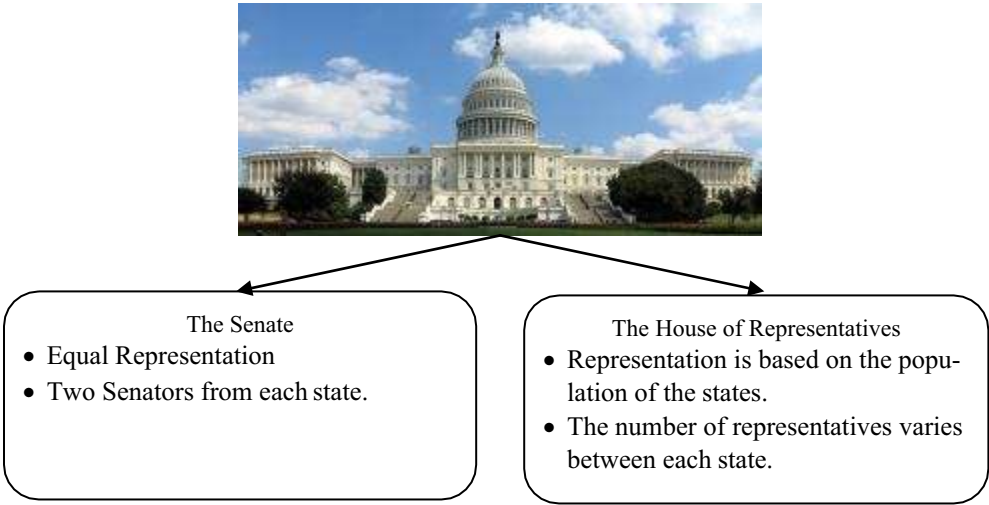 The Senate
• Equal Representation
• Two Senators from each state.
The House of Representatives
• Representation is based on the popu-
lation of the states.
• The number of representatives varies
between each state.